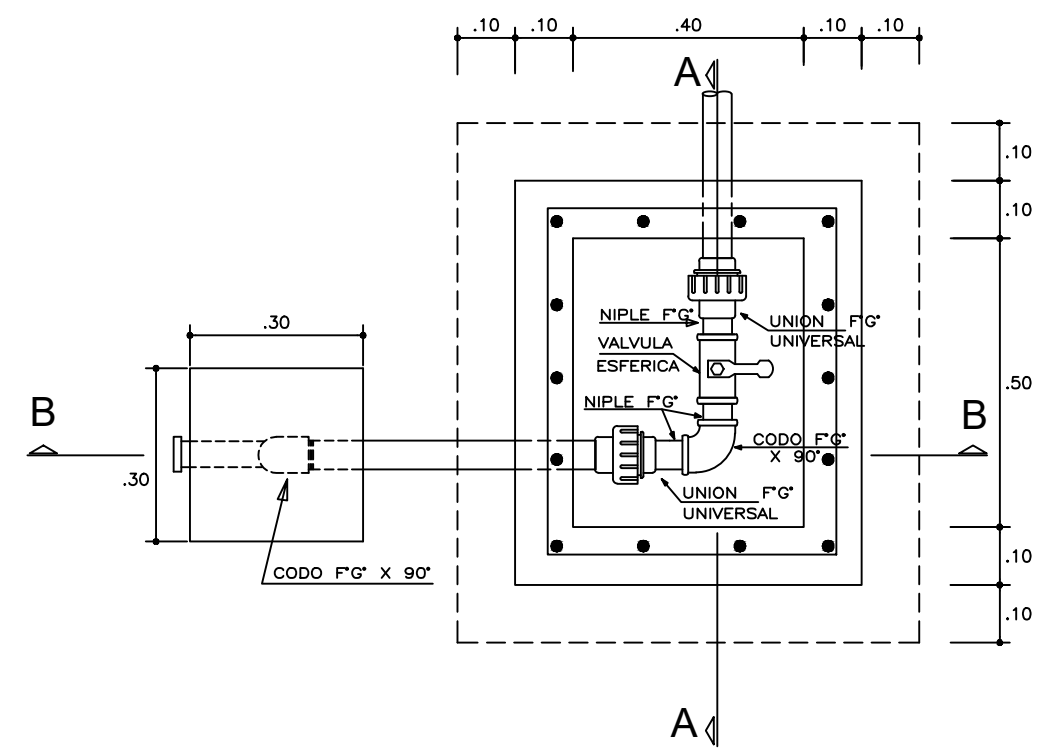 .10 .10 .40 .10 .10
A
.10
.10
NIPLE F°G°
UNION F°G°
UNIVERSAL
.30
VALVULA
ESFERICA
.50
NIPLE F°G°
B
B
CODO F°G°
X 90°
.30
UNION F°G°
UNIVERSAL
.10
CODO F°G° X 90°
.10
A